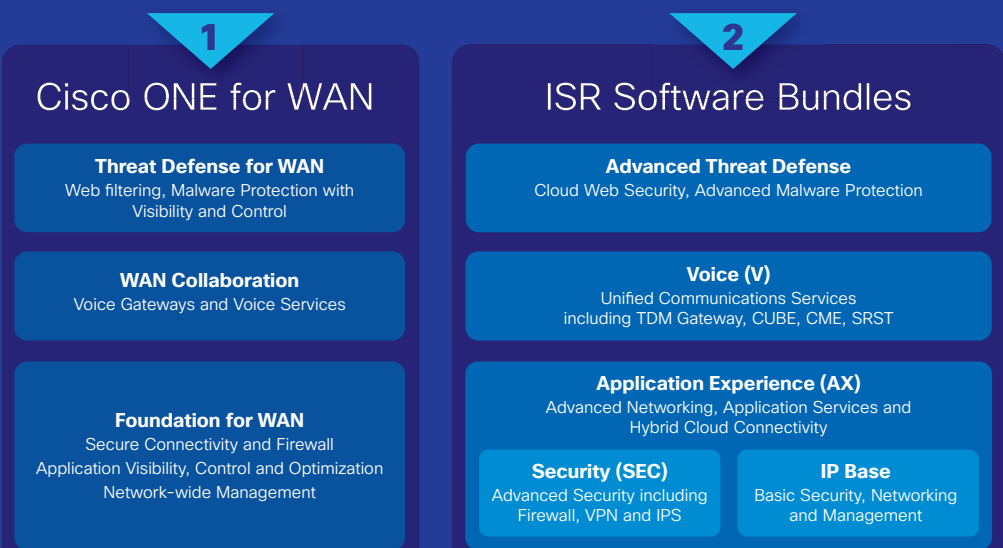 1
Cisco ONE for WAN
Threat Defense for WAN
Web filtering, Malware Protection with
Visibility and Control
WAN Collaboration
Voice Gateways and Voice Services
Foundation for WAN
Secure Connectivity and Firewall
Application Visibility, Control and Optimization
Network-wide Management
2
ISR Software Bundles
Advanced Threat Defense
Cloud Web Security, Advanced Malware Protection
Voice (V)
Unified Communications Services
including TDM Gateway, CUBE, CME, SRST
Application Experience (AX)
Advanced Networking, Application Services and
Hybrid Cloud Connectivity
Security (SEC)
Advanced Security including
Firewall, VPN and IPS
IP Base
Basic Security, Networking
and Management